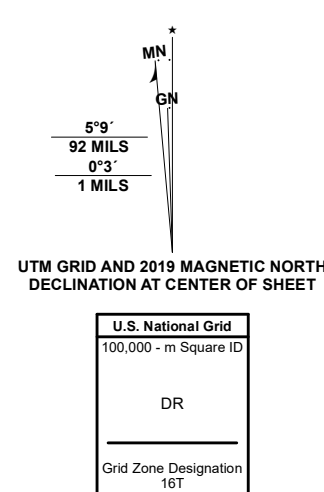 ★
MN
GN
5°9´
92 MILS
0°3´
1 MILS
UTM GRID AND 2019 MAGNETIC NORTH
DECLINATION AT CENTER OF SHEET
U.S. National Grid
100,000 - m Square ID
DR
Grid Zone Designation
16T